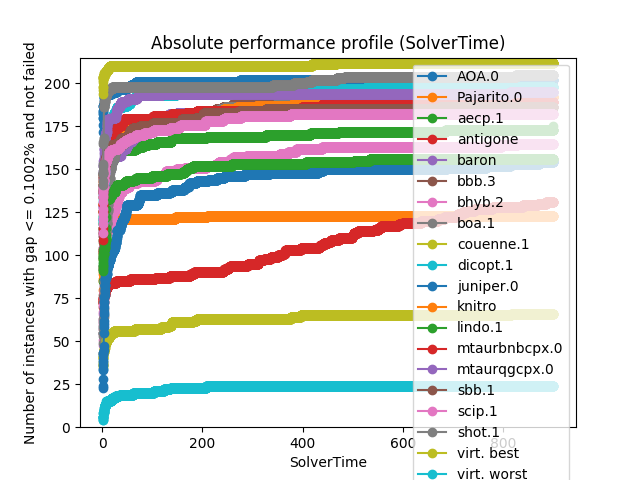 Absolute performance profile (SolverTime)
Number of instances with gap <= 0.1002% and not failed
200
175
150
125
100
75
50
25
0
0
200
400
600
800
SolverTime
AOA.0
Pajarito.0
aecp.1
antigone
baron
bbb.3
bhyb.2
boa.1
couenne.1
dicopt.1
juniper.0
knitro
lindo.1
mtaurbnbcpx.0
mtaurqgcpx.0
sbb.1
scip.1
shot.1
virt. best
virt. worst